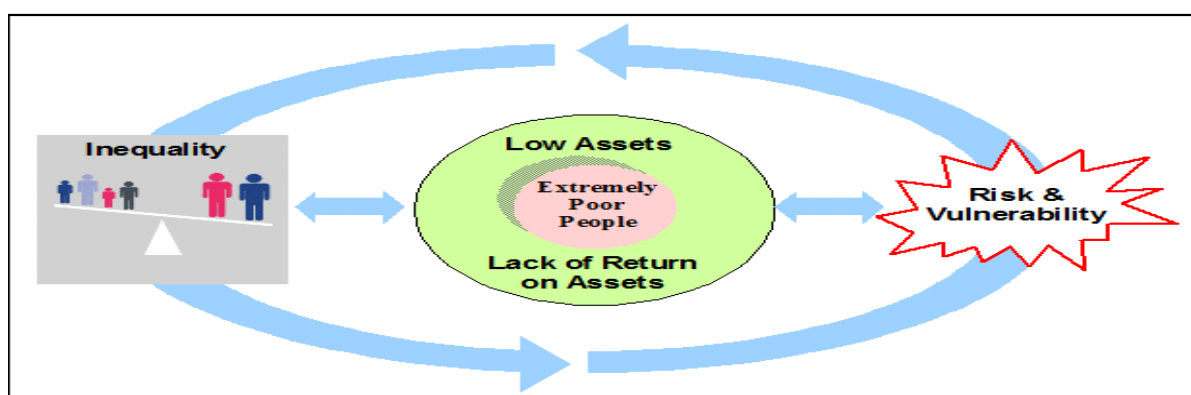 Inequality
Low Assets
Extremely
Poor
People
Lack of Return
on Assets
Risk &
Vulnerability